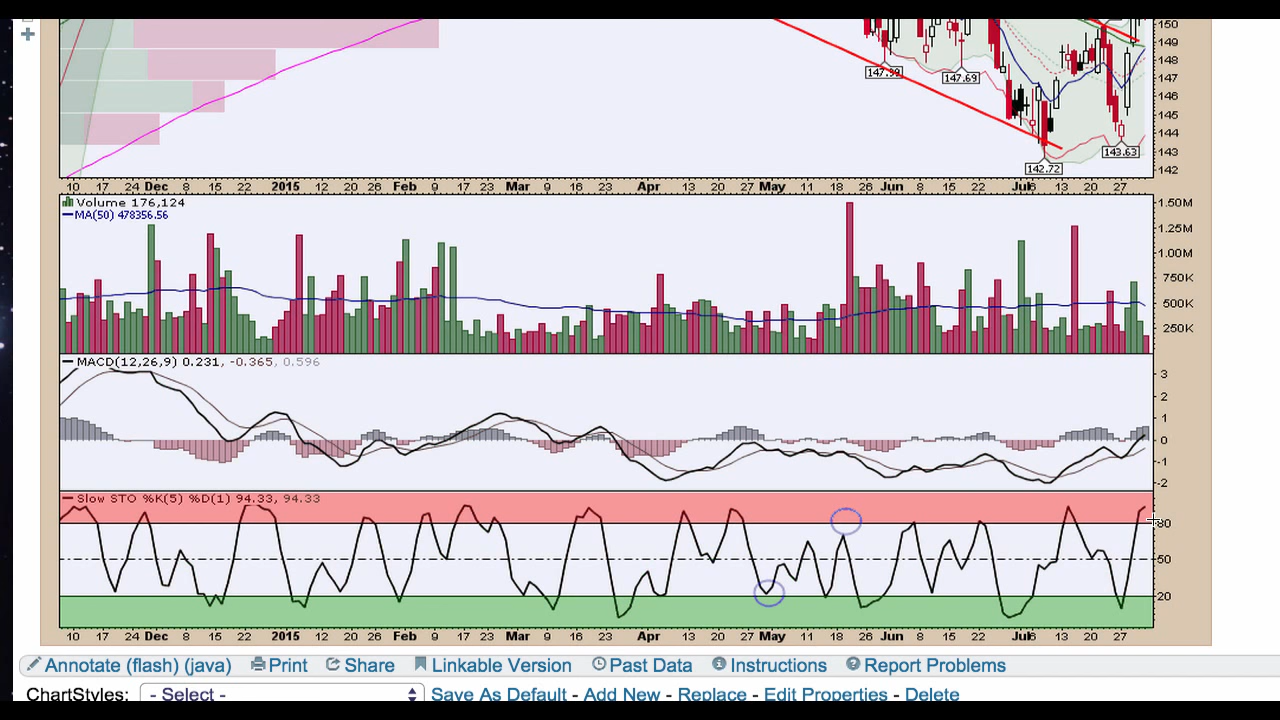 150
149
148
147
146
145
144
143
142
147.99
147.69
142.72
143.63
10 17 24 Dec 8 15 22 2015 12 20 26 Feb 9 17 23 Mar 9 16 23 Apr 13 20 27 May 11 18 26 Jun 8 15 22 Jul 6 13 20 27
Volume 176,124
MA(50) 478356.56
1.50M
1.25M
1.00M
750K
500K
250K
MACD(12,26,9) 0.231, -0.365, 0.596
3
2
1
0
-1
-2
Slow STO %K(5) %D(1) 94.33, 94.33
80
50
20
10 17 24 Dec 8 15 22 2015 12 20 26 Feb 9 17 23 Mar 9 16 23 Apr 13 20 27 May 11 18 26 Jun 8 15 22 Jul 6 13 20 27
Annotate (flash) (java) Print Share Linkable Version Past Data Instructions Report Problems
ChartStyles: - Select - Save As Default - Add New - Replace - Edit Properties - Delete